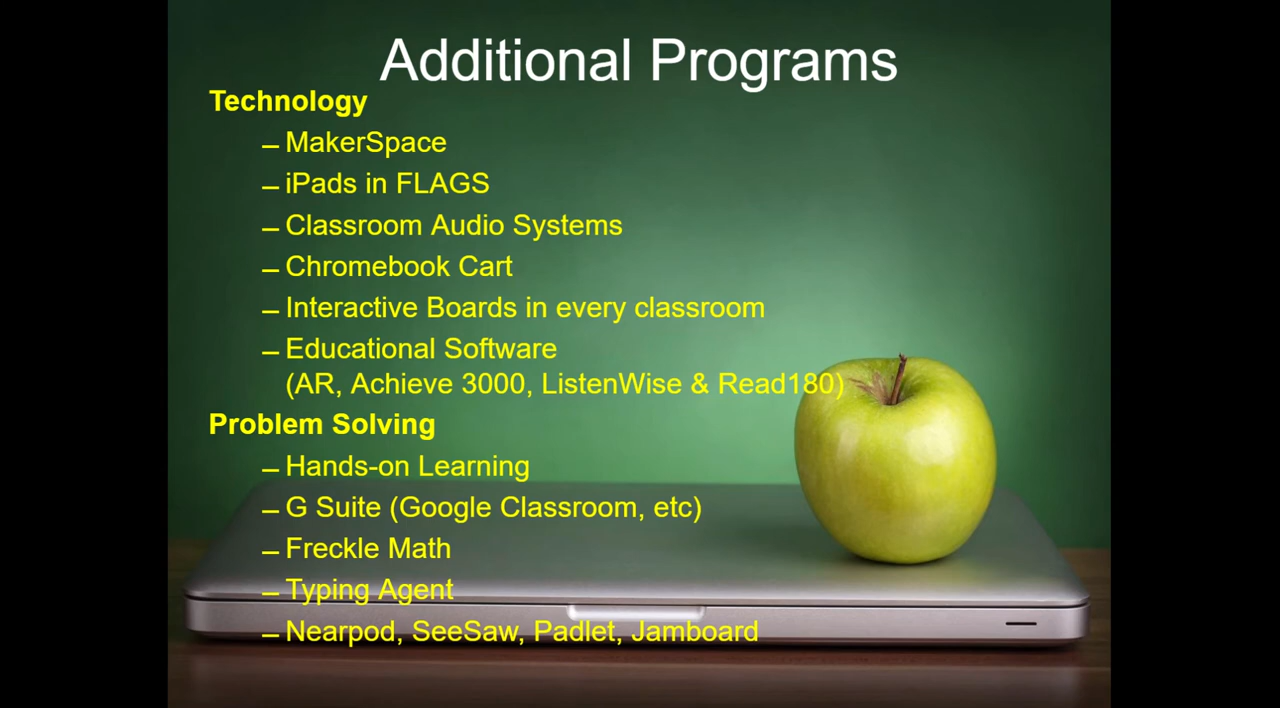 Additional Programs
Technology
– MakerSpace
– iPads in FLAGS
– Classroom Audio Systems
– Chromebook Cart
– Interactive Boards in every classroom
– Educational Software
(AR, Achieve 3000, ListenWise & Read180)
Problem Solving
– Hands-on Learning
– G Suite (Google Classroom, etc)
– Freckle Math
– Typing Agent
– Nearpod, SeeSaw, Padlet, Jamboard